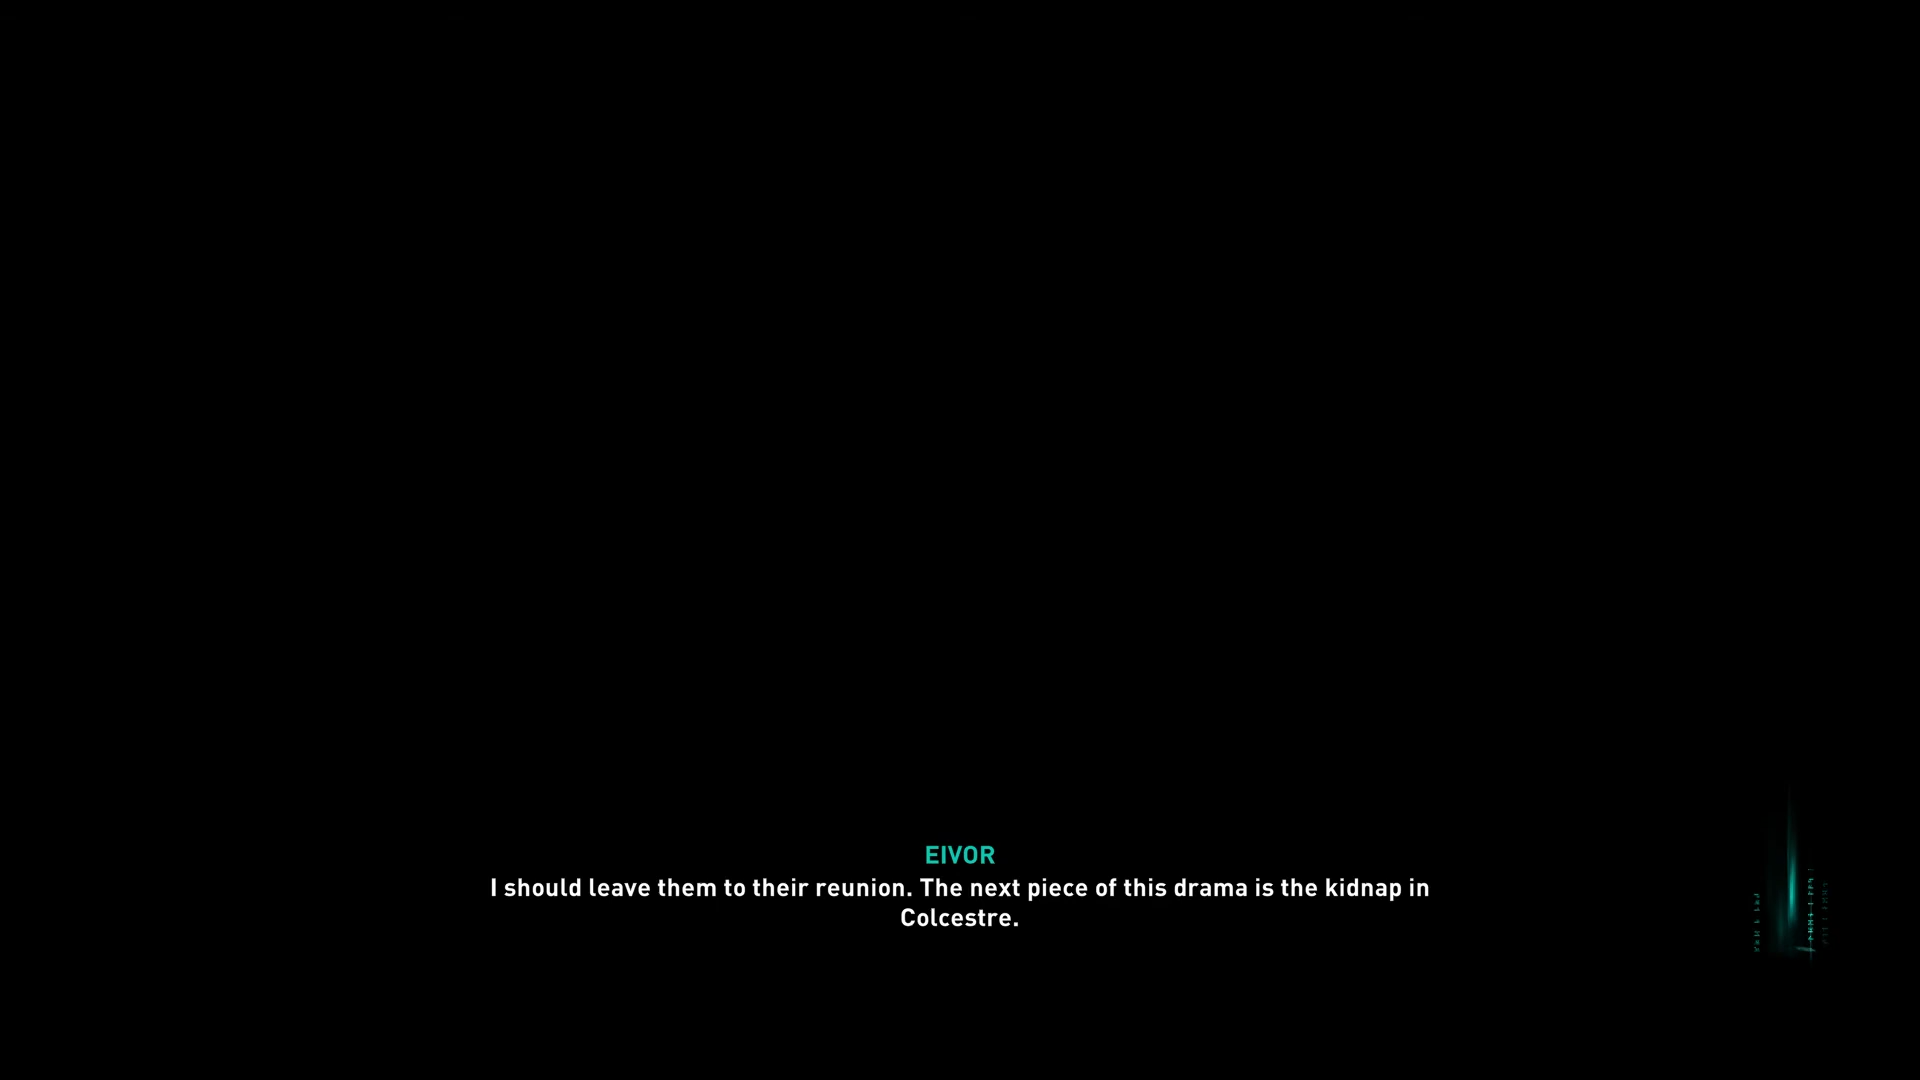 EIVOR
I should leave them to their reunion. The next piece of this drama is the kidnap in
Colcestre.